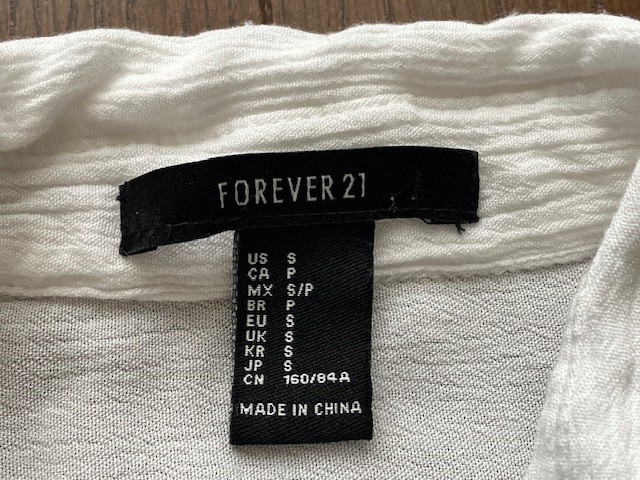 FOREVER 21
US S
CA P
MX S/P
BR P
EU S
UK S
KR S
JP S
CN 160/84A
MADE IN CHINA